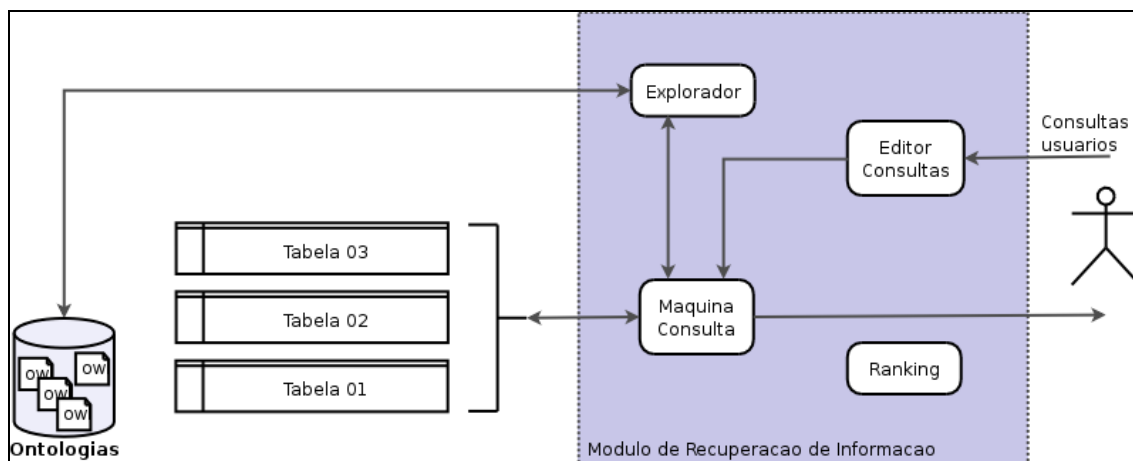 Explorador
Consultas
usuarios
Editor
Consultas
Tabela 03
Tabela 02
Maquina
Consulta
Tabela 01
Ranking
OW
OW
OW
OW
Ontologias
Modulo de Recuperacao de Informacao